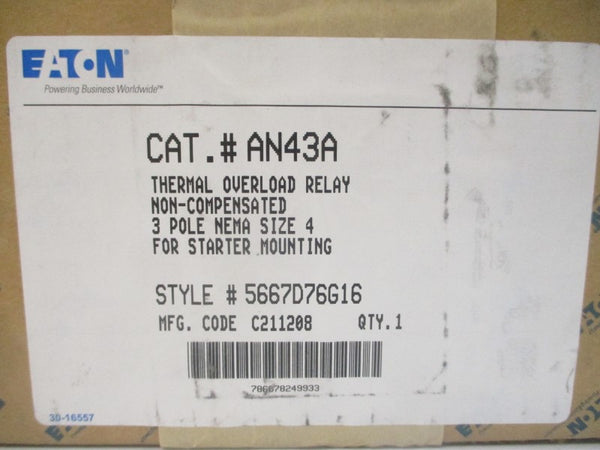 EATON
Powering Business Worldwide™
CAT.# AN43A
THERMAL OVERLOAD RELAY
NON-COMPENSATED
3 POLE NEMA SIZE 4
FOR STARTER MOUNTING
STYLE # 5667D76G16
MFG. CODE C211208 QTY.1
786678249933
30-16557